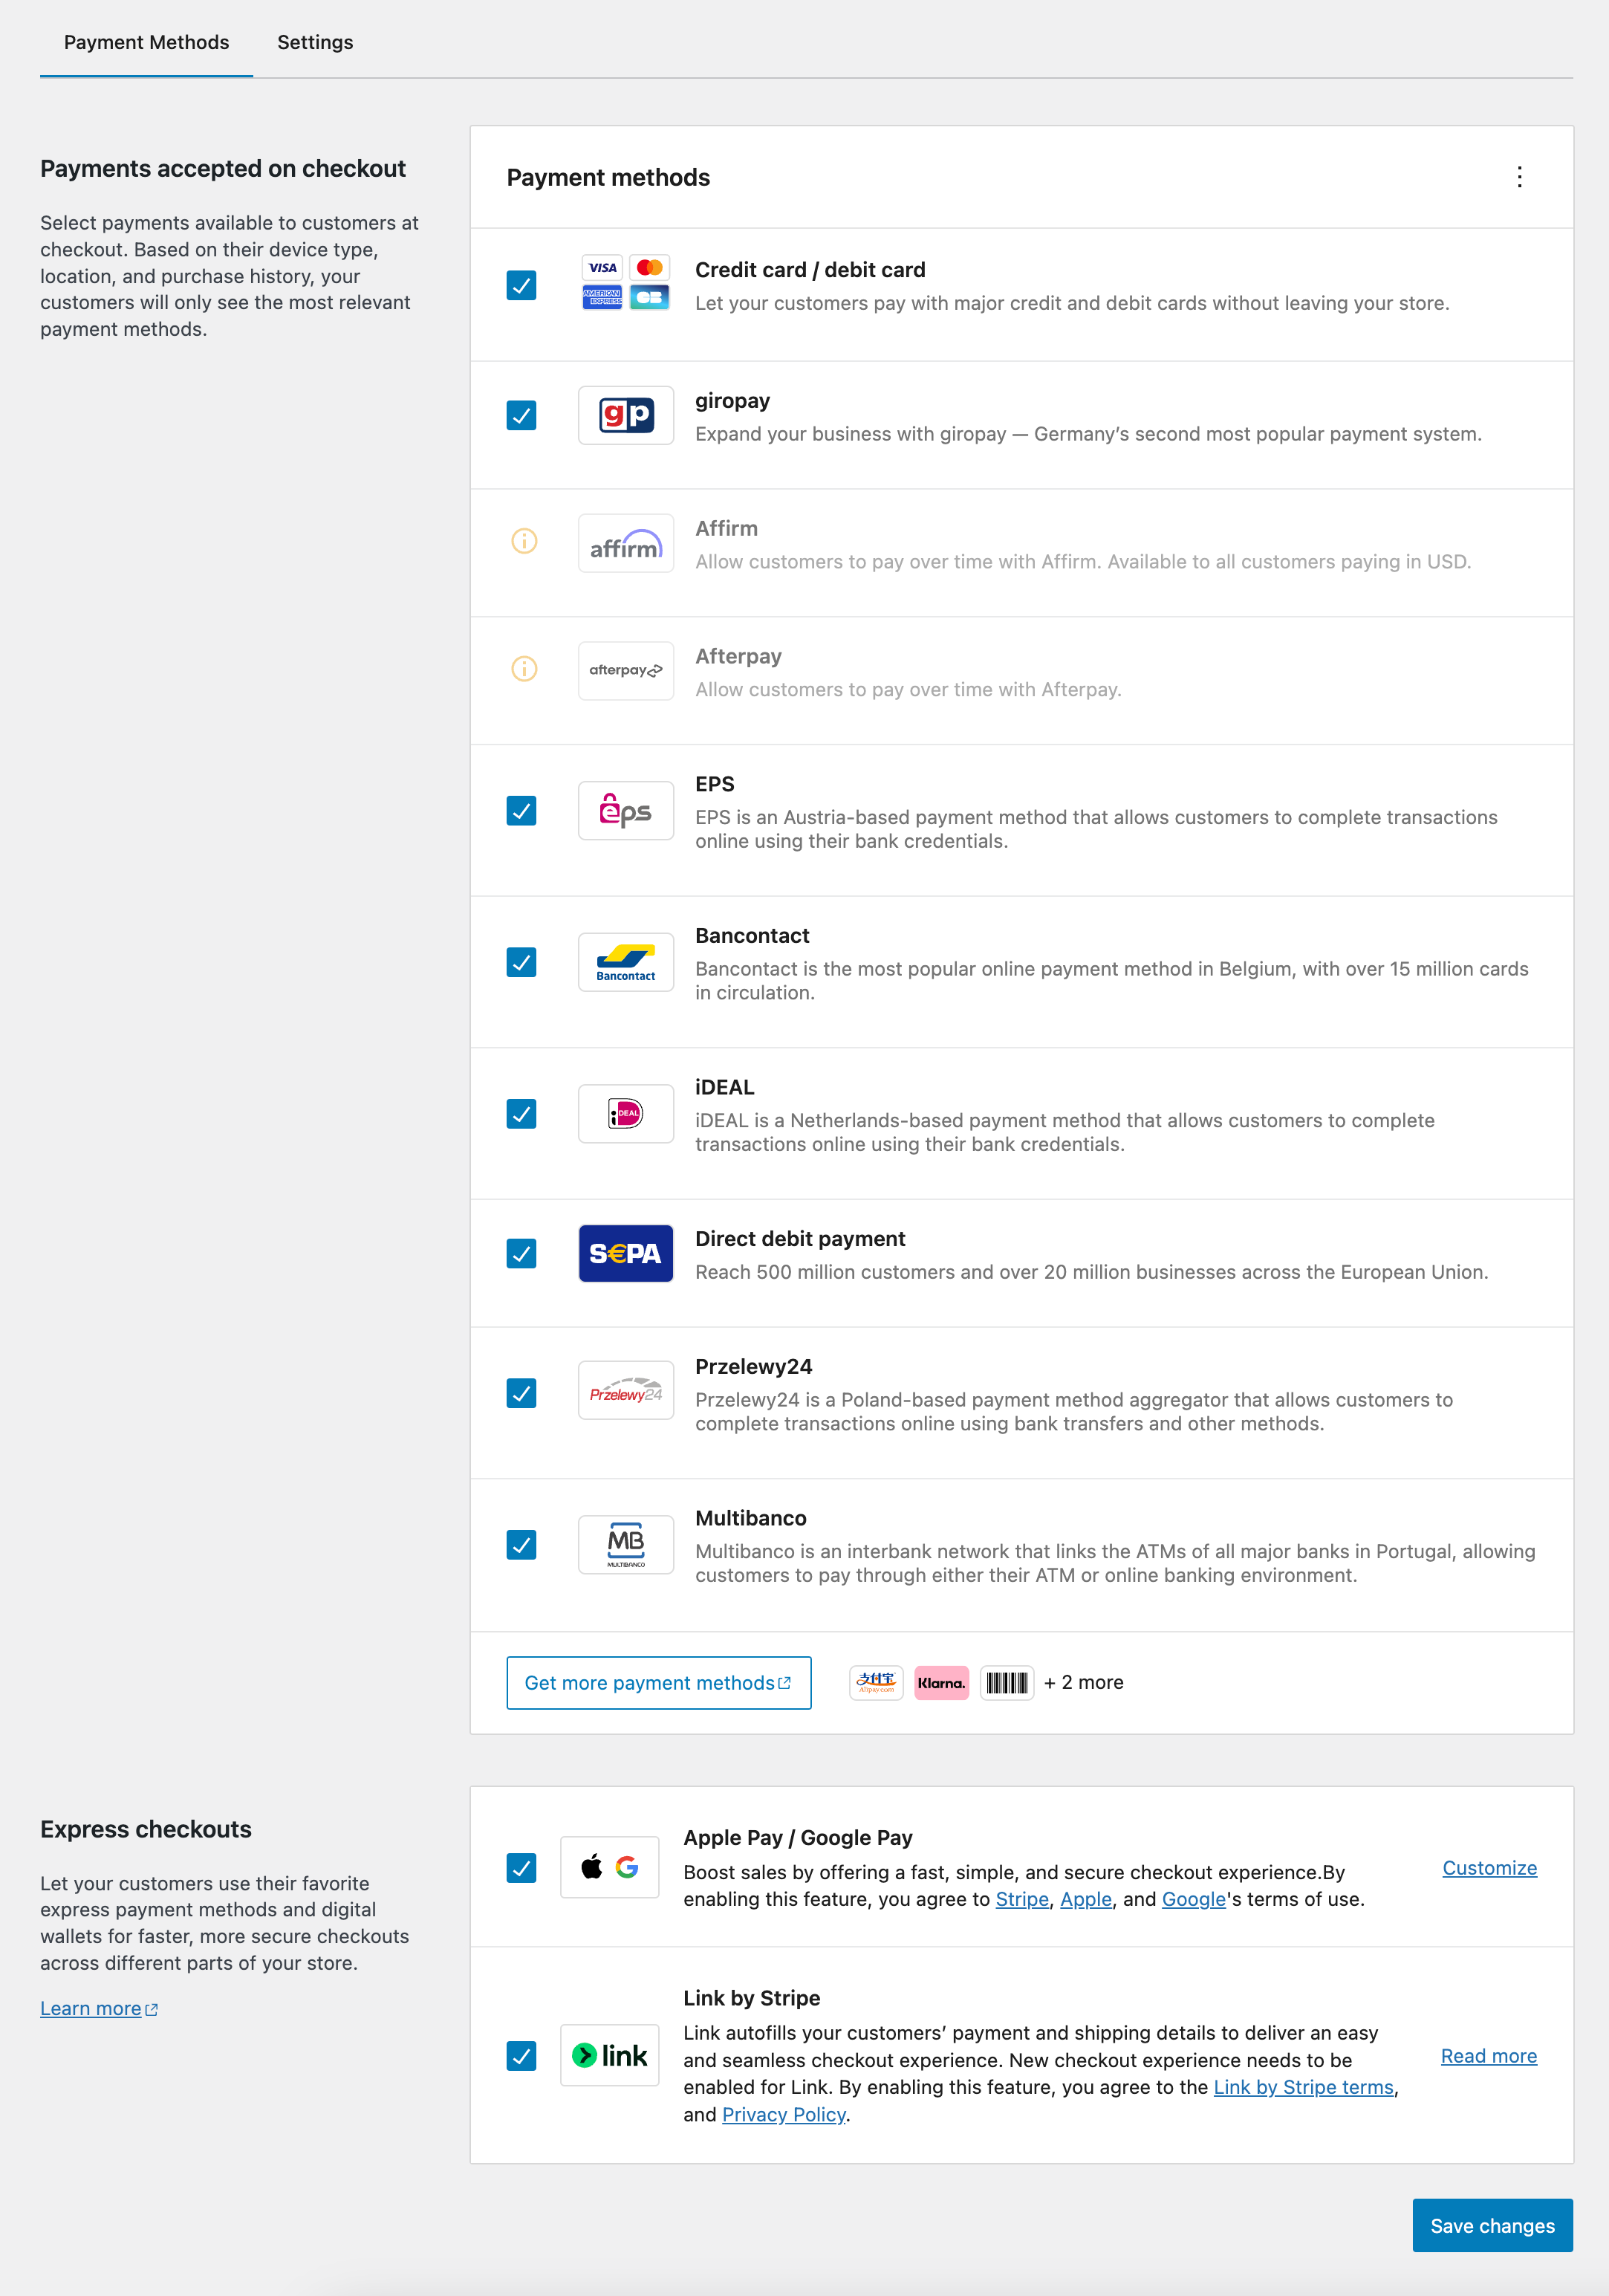 Payment Methods
Settings
Payments accepted on checkout
Select payments available to customers at
checkout. Based on their device type,
location, and purchase history, your
customers will only see the most relevant
payment methods.
Payment methods
VISA
AMERICAN
EXPRESS
CB
Credit card / debit card
Let your customers pay with major credit and debit cards without leaving your store.
gp
giropay
Expand your business with giropay — Germany’s second most popular payment system.
affirm
Affirm
Allow customers to pay over time with Affirm. Available to all customers paying in USD.
afterpay
Afterpay
Allow customers to pay over time with Afterpay.
eps
EPS
EPS is an Austria-based payment method that allows customers to complete transactions
online using their bank credentials.
Bancontact
Bancontact
Bancontact is the most popular online payment method in Belgium, with over 15 million cards
in circulation.
iDEAL
iDEAL
iDEAL is a Netherlands-based payment method that allows customers to complete
transactions online using their bank credentials.
S€PA
Direct debit payment
Reach 500 million customers and over 20 million businesses across the European Union.
Przelewy24
Przelewy24
Przelewy24 is a Poland-based payment method aggregator that allows customers to
complete transactions online using bank transfers and other methods.
MB
MULTIBANCO
Multibanco
Multibanco is an interbank network that links the ATMs of all major banks in Portugal, allowing
customers to pay through either their ATM or online banking environment.
Get more payment methods
支付宝
Alipay.com
Klarna.
+ 2 more
Express checkouts
Let your customers use their favorite
express payment methods and digital
wallets for faster, more secure checkouts
across different parts of your store.
Learn more
G
Apple Pay / Google Pay
Boost sales by offering a fast, simple, and secure checkout experience.By
enabling this feature, you agree to Stripe, Apple, and Google's terms of use.
Customize
link
Link by Stripe
Link autofills your customers’ payment and shipping details to deliver an easy
and seamless checkout experience. New checkout experience needs to be
enabled for Link. By enabling this feature, you agree to the Link by Stripe terms,
and Privacy Policy.
Read more
Save changes